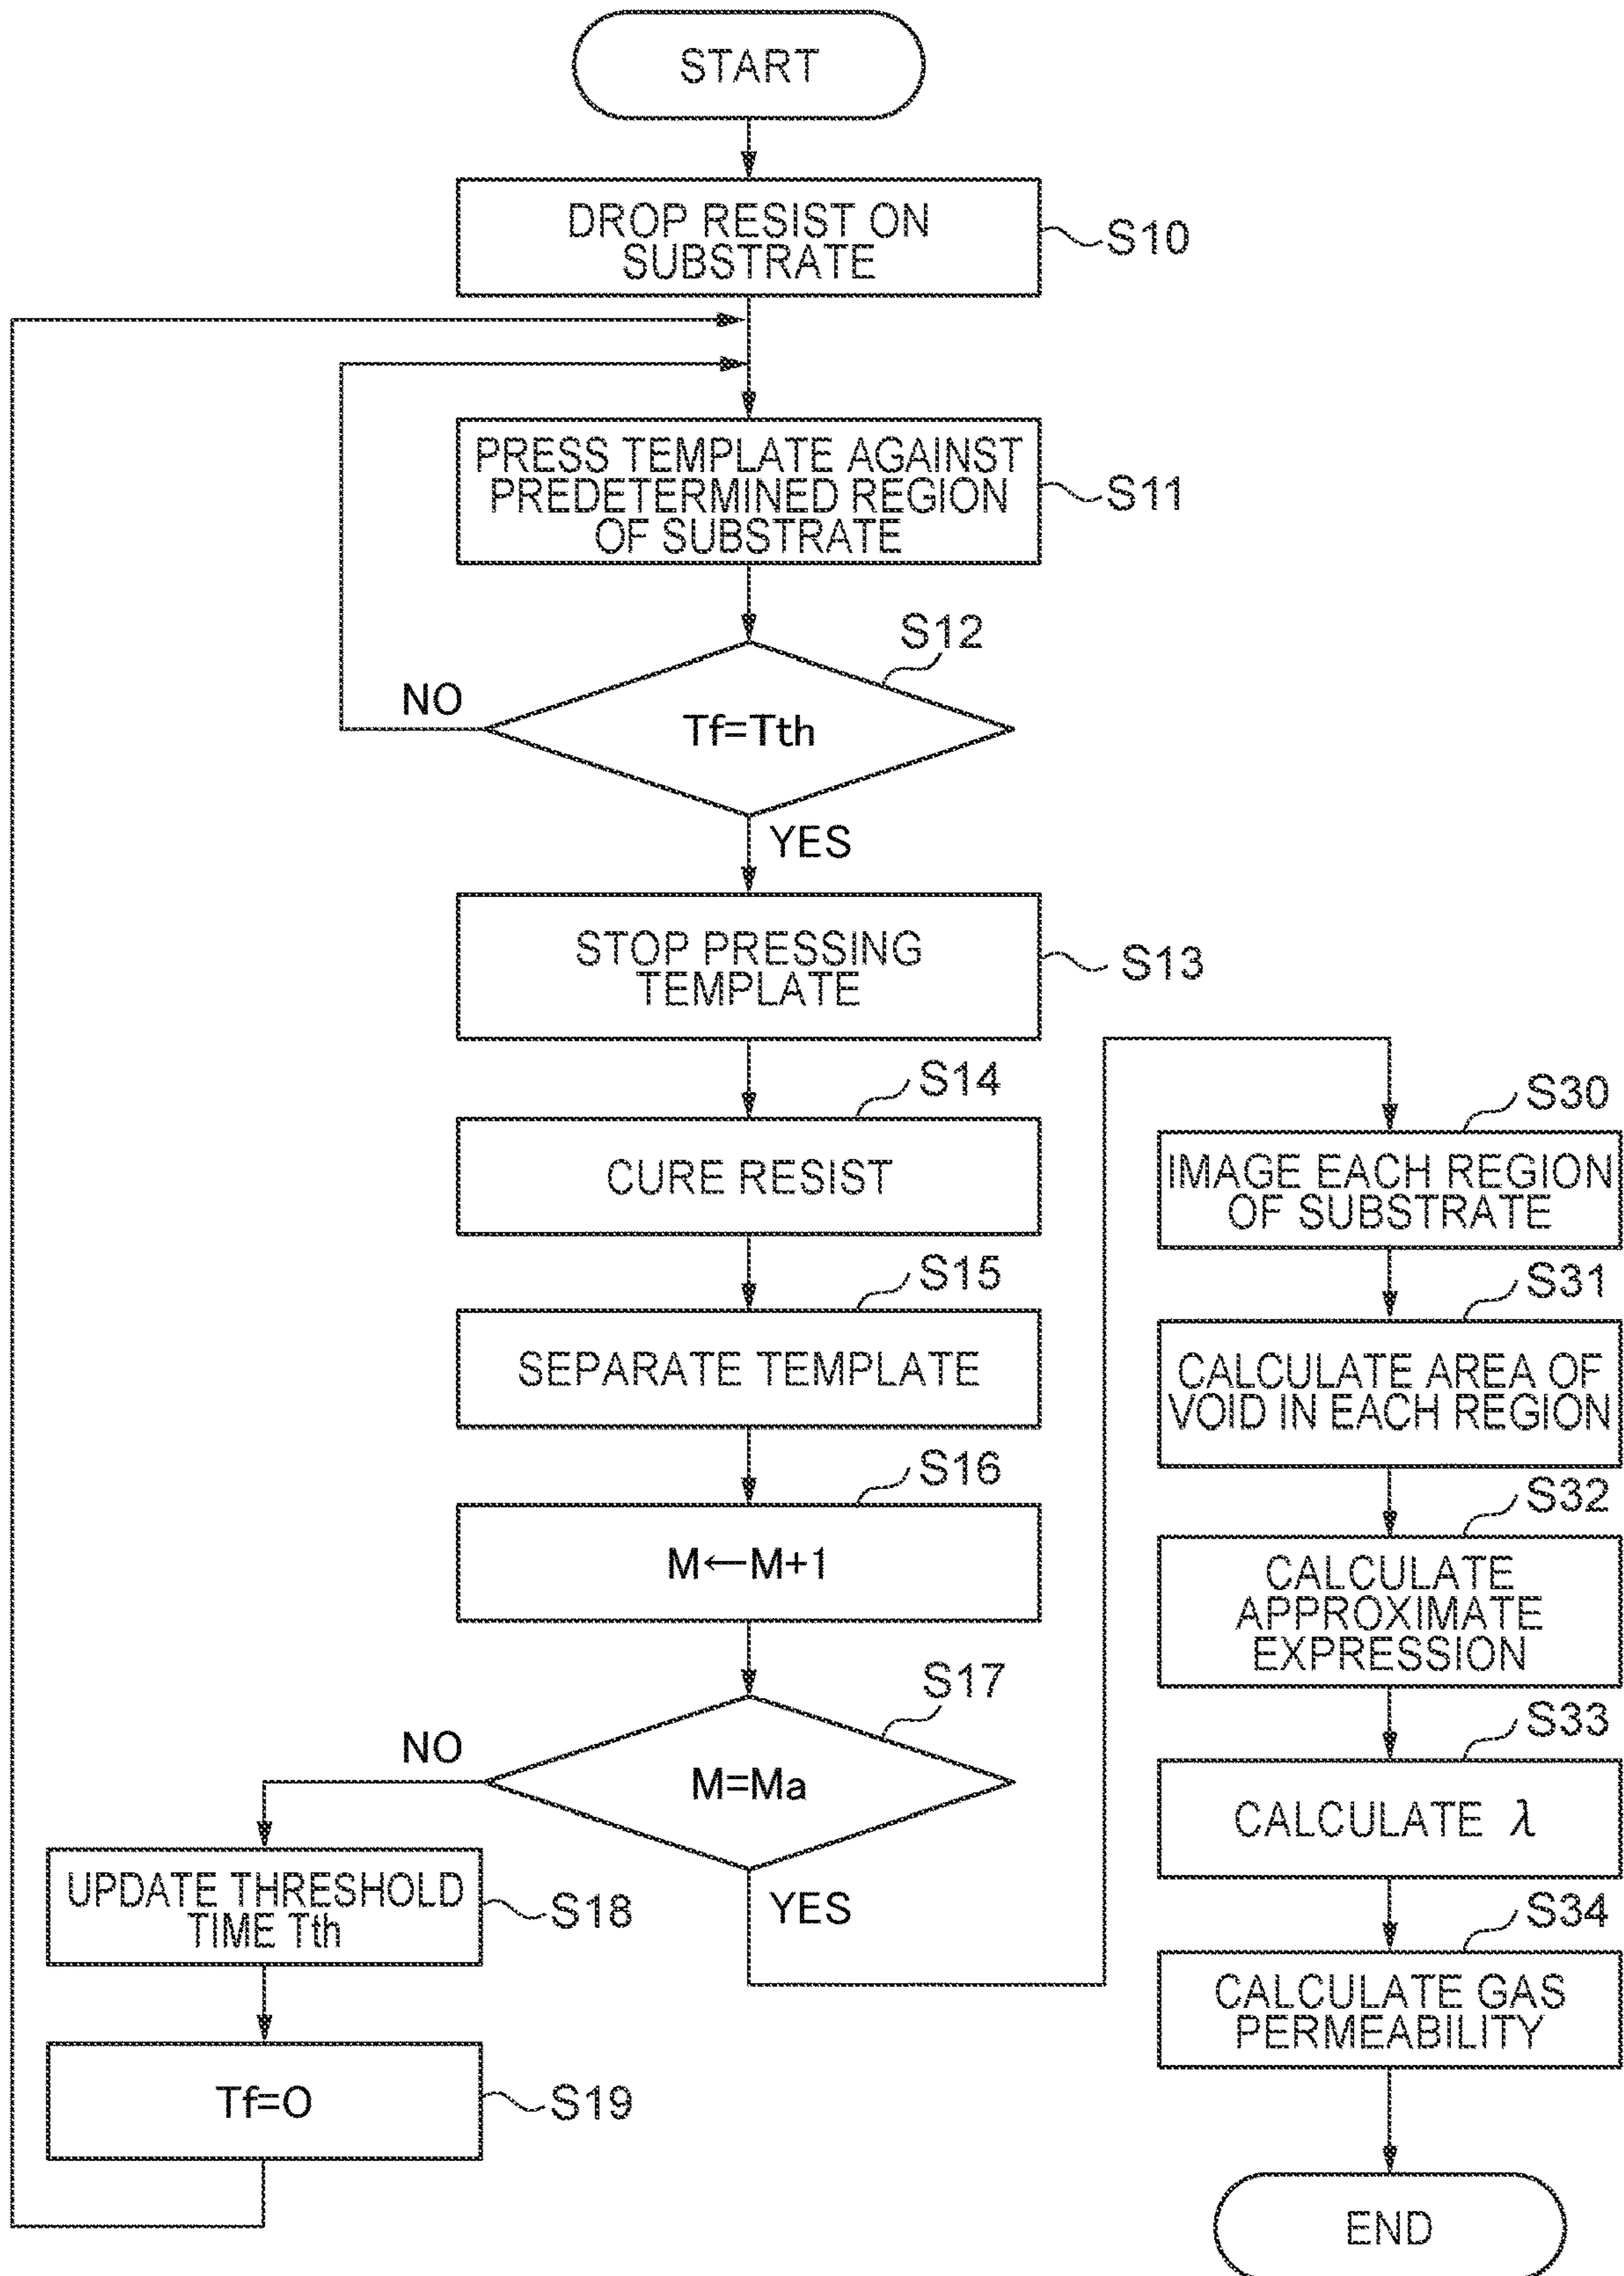 START
DROP RESIST ON
SUBSTRATE
S10
PRESS TEMPLATE AGAINST
PREDETERMINED REGION
OF SUBSTRATE
S11
S12
NO
Tf=Tth
YES
STOP PRESSING
TEMPLATE
S13
S14
CURE RESIST
S15
SEPARATE TEMPLATE
S16
M←M+1
S17
NO
M=Ma
YES
UPDATE THRESHOLD
TIME Tth
S18
Tf=0
S19
S30
IMAGE EACH REGION
OF SUBSTRATE
S31
CALCULATE AREA OF
VOID IN EACH REGION
S32
CALCULATE
APPROXIMATE
EXPRESSION
S33
CALCULATE λ
S34
CALCULATE GAS
PERMEABILITY
END